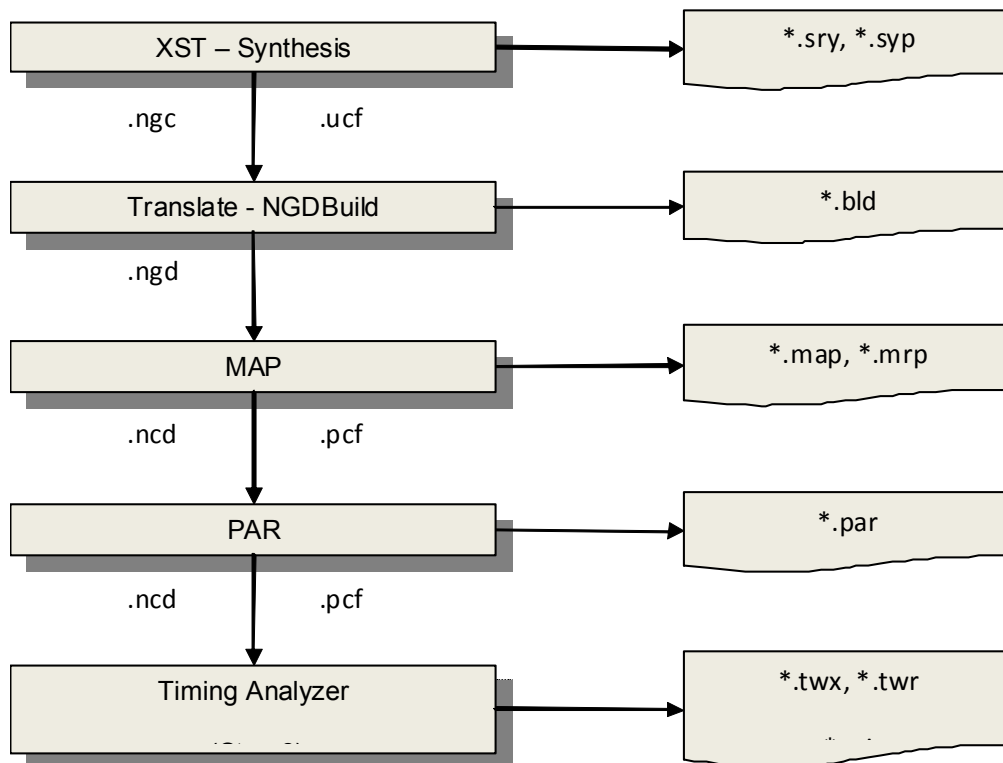 XST – Synthesis
*.sry, *.syp
.ngc .ucf
Translate - NGDBuild
*.bld
.ngd
MAP
*.map, *.mrp
.ncd .pcf
PAR
*.par
.ncd .pcf
Timing Analyzer
*.twx, *.twr